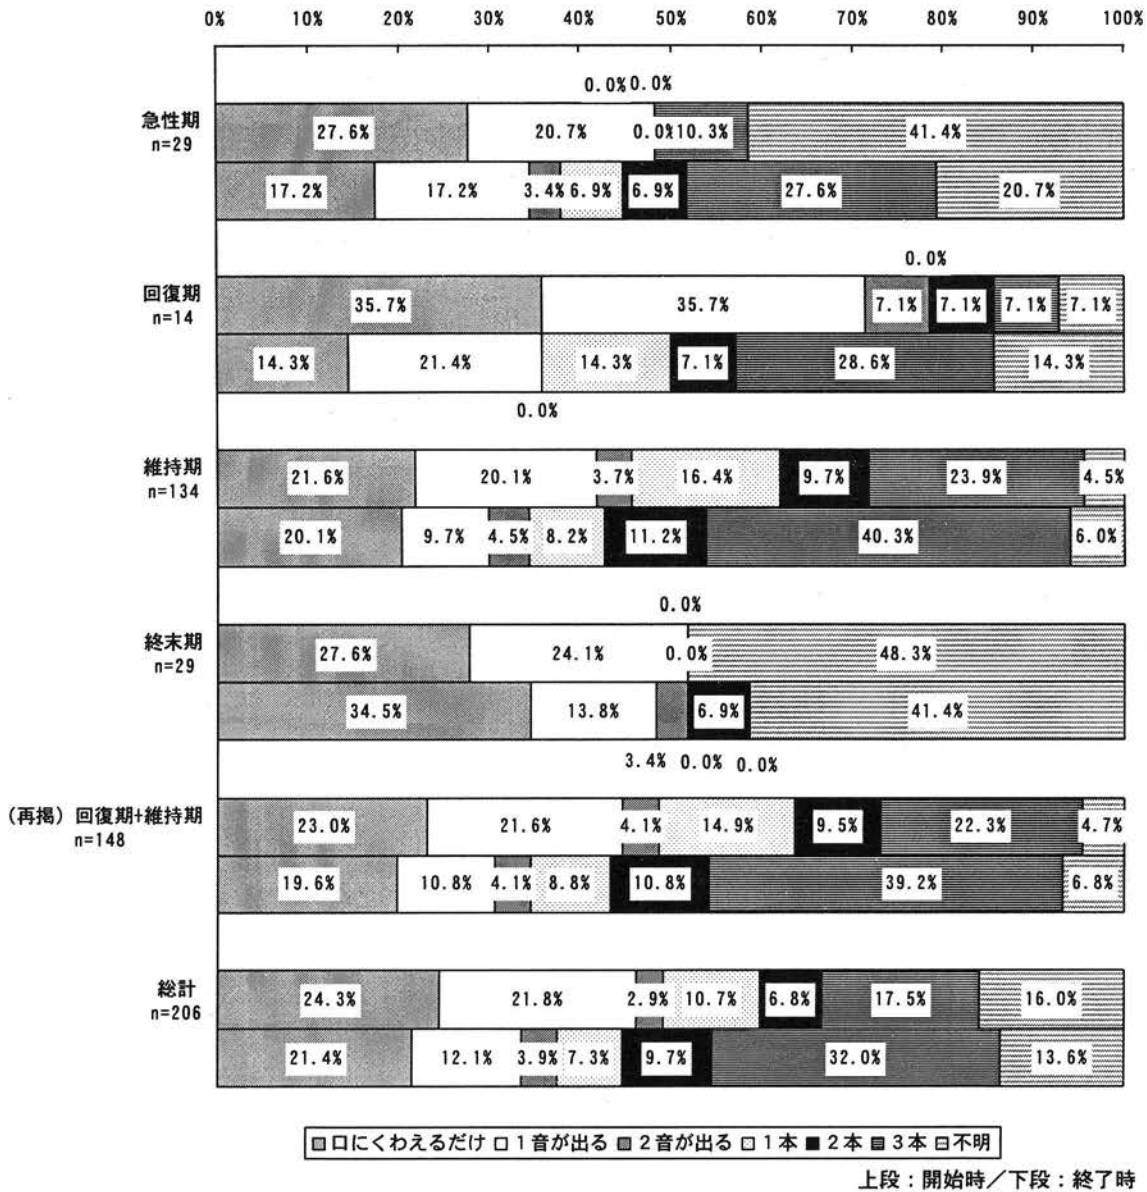 0% 10% 20% 30% 40% 50% 60% 70% 80% 90% 100%
0.0% 0.0%
急性期
n=29
27.6% 20.7% 0.0% 10.3% 41.4%
17.2% 17.2% 3.4% 6.9% 6.9% 27.6% 20.7%
0.0%
回復期
n=14
35.7% 35.7% 7.1% 7.1% 7.1% 7.1%
14.3% 21.4% 14.3% 7.1% 28.6% 14.3%
0.0%
維持期
n=134
21.6% 20.1% 3.7% 16.4% 9.7% 23.9% 4.5%
20.1% 9.7% 4.5% 8.2% 11.2% 40.3% 6.0%
0.0%
終末期
n=29
27.6% 24.1% 0.0% 48.3%
34.5% 13.8% 6.9% 41.4%
3.4% 0.0% 0.0%
(再掲) 回復期+維持期
n=148
23.0% 21.6% 4.1% 14.9% 9.5% 22.3% 4.7%
19.6% 10.8% 4.1% 8.8% 10.8% 39.2% 6.8%
総計
n=206
24.3% 21.8% 2.9% 10.7% 6.8% 17.5% 16.0%
21.4% 12.1% 3.9% 7.3% 9.7% 32.0% 13.6%
口にくわえるだけ 1音が出る 2音が出る 1本 2本 3本 不明
上段：開始時／下段：終了時